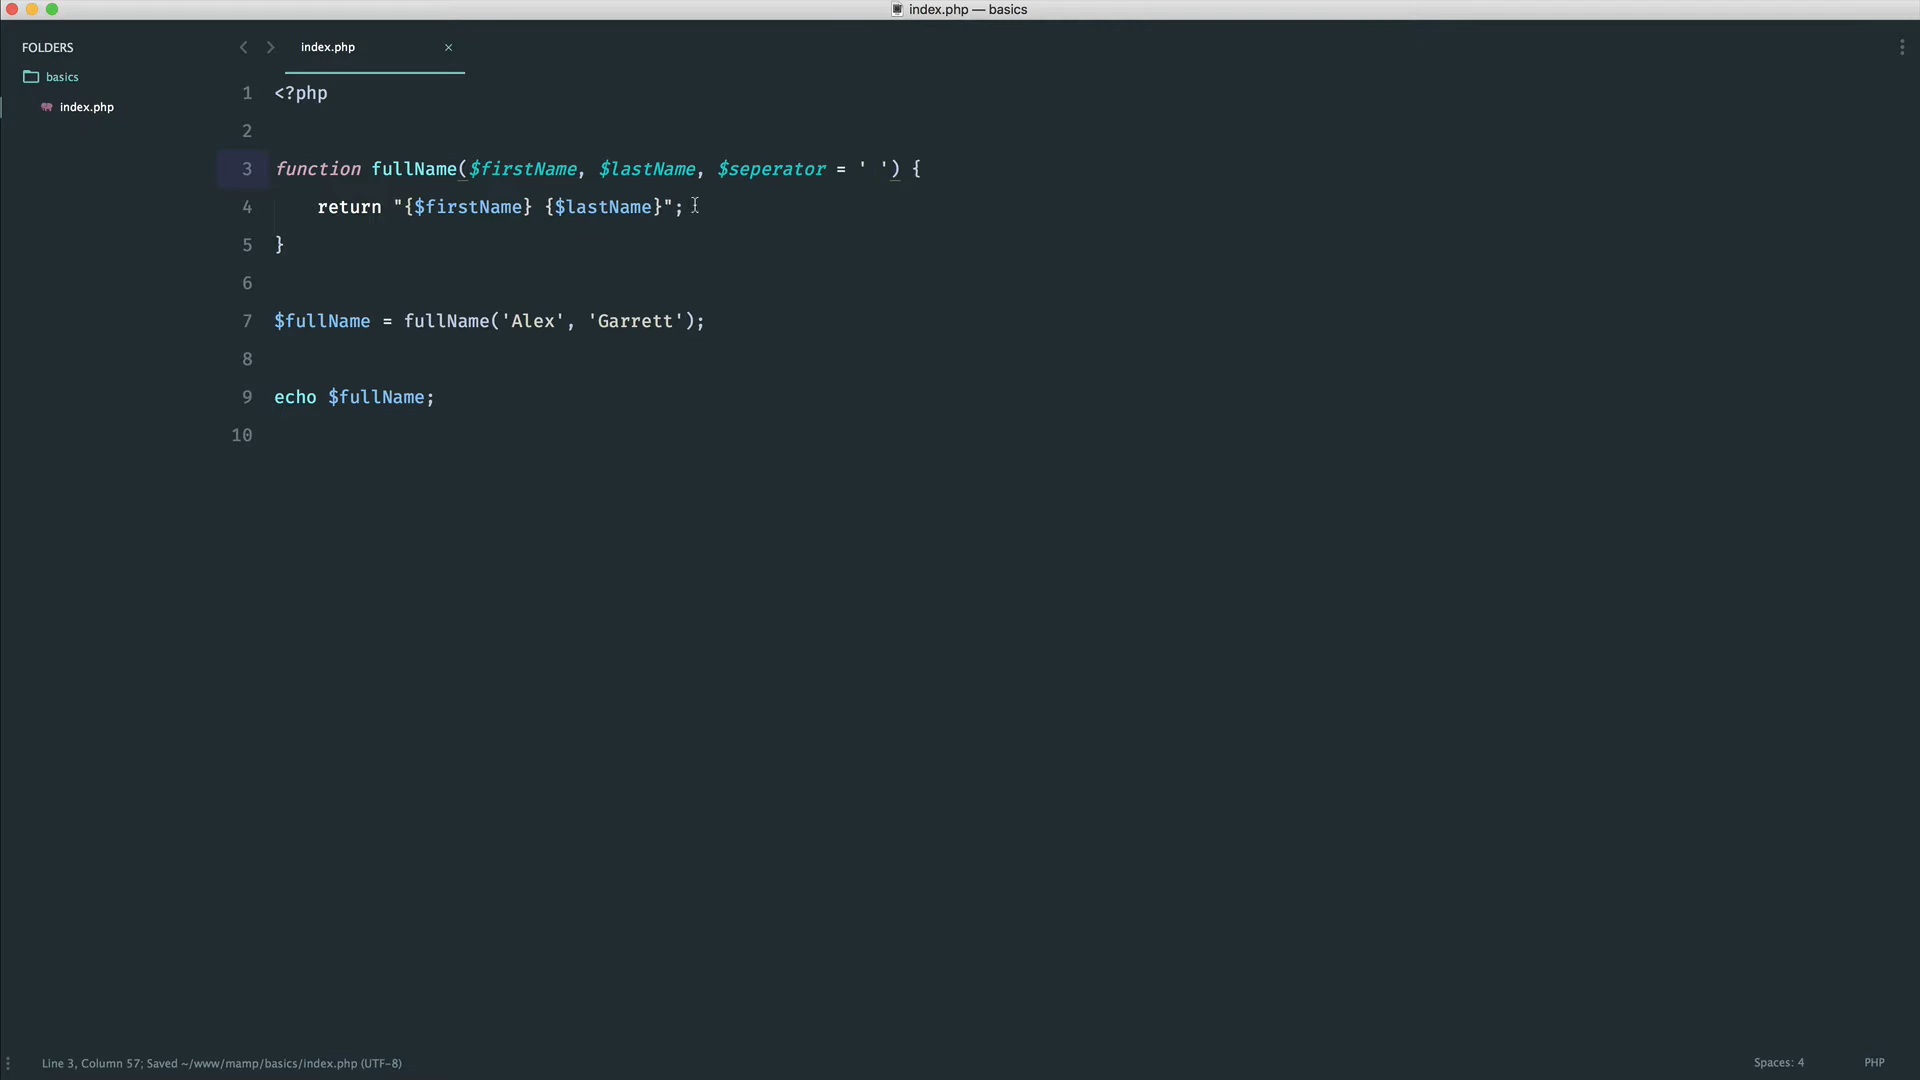 index.php — basics
FOLDERS
basics
index.php
index.php
1 <?php
2
3 function fullName($firstName, $lastName, $seperator = ' ') {
4     return "{$firstName} {$lastName}";
5 }
6
7 $fullName = fullName('Alex', 'Garrett');
8
9 echo $fullName;
10
Line 3, Column 57; Saved ~/www/mamp/basics/index.php (UTF-8)
Spaces: 4
PHP